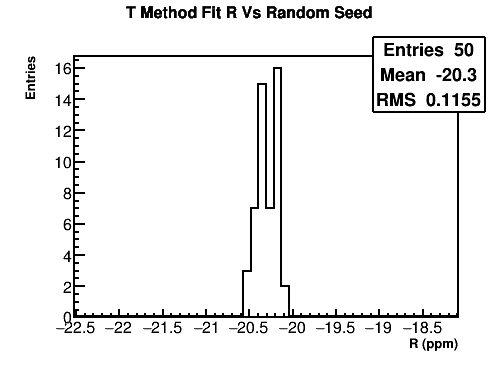 T Method Fit R Vs Random Seed
Entries 50
Mean -20.3
RMS 0.1155
Entries
16
14
12
10
8
6
4
2
0
−22.5 −22 −21.5 −21 −20.5 −20 −19.5 −19 −18.5
R (ppm)